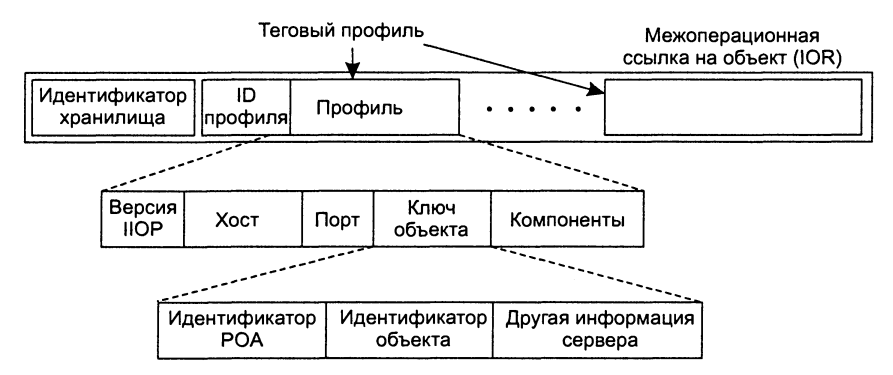 Теговый профиль
Межоперационная
ссылка на объект (IOR)
Идентификатор
хранилища
ID
профиля
Профиль
Версия
IIOP
Хост
Порт
Ключ
объекта
Компоненты
Идентификатор
POA
Идентификатор
объекта
Другая информация
сервера